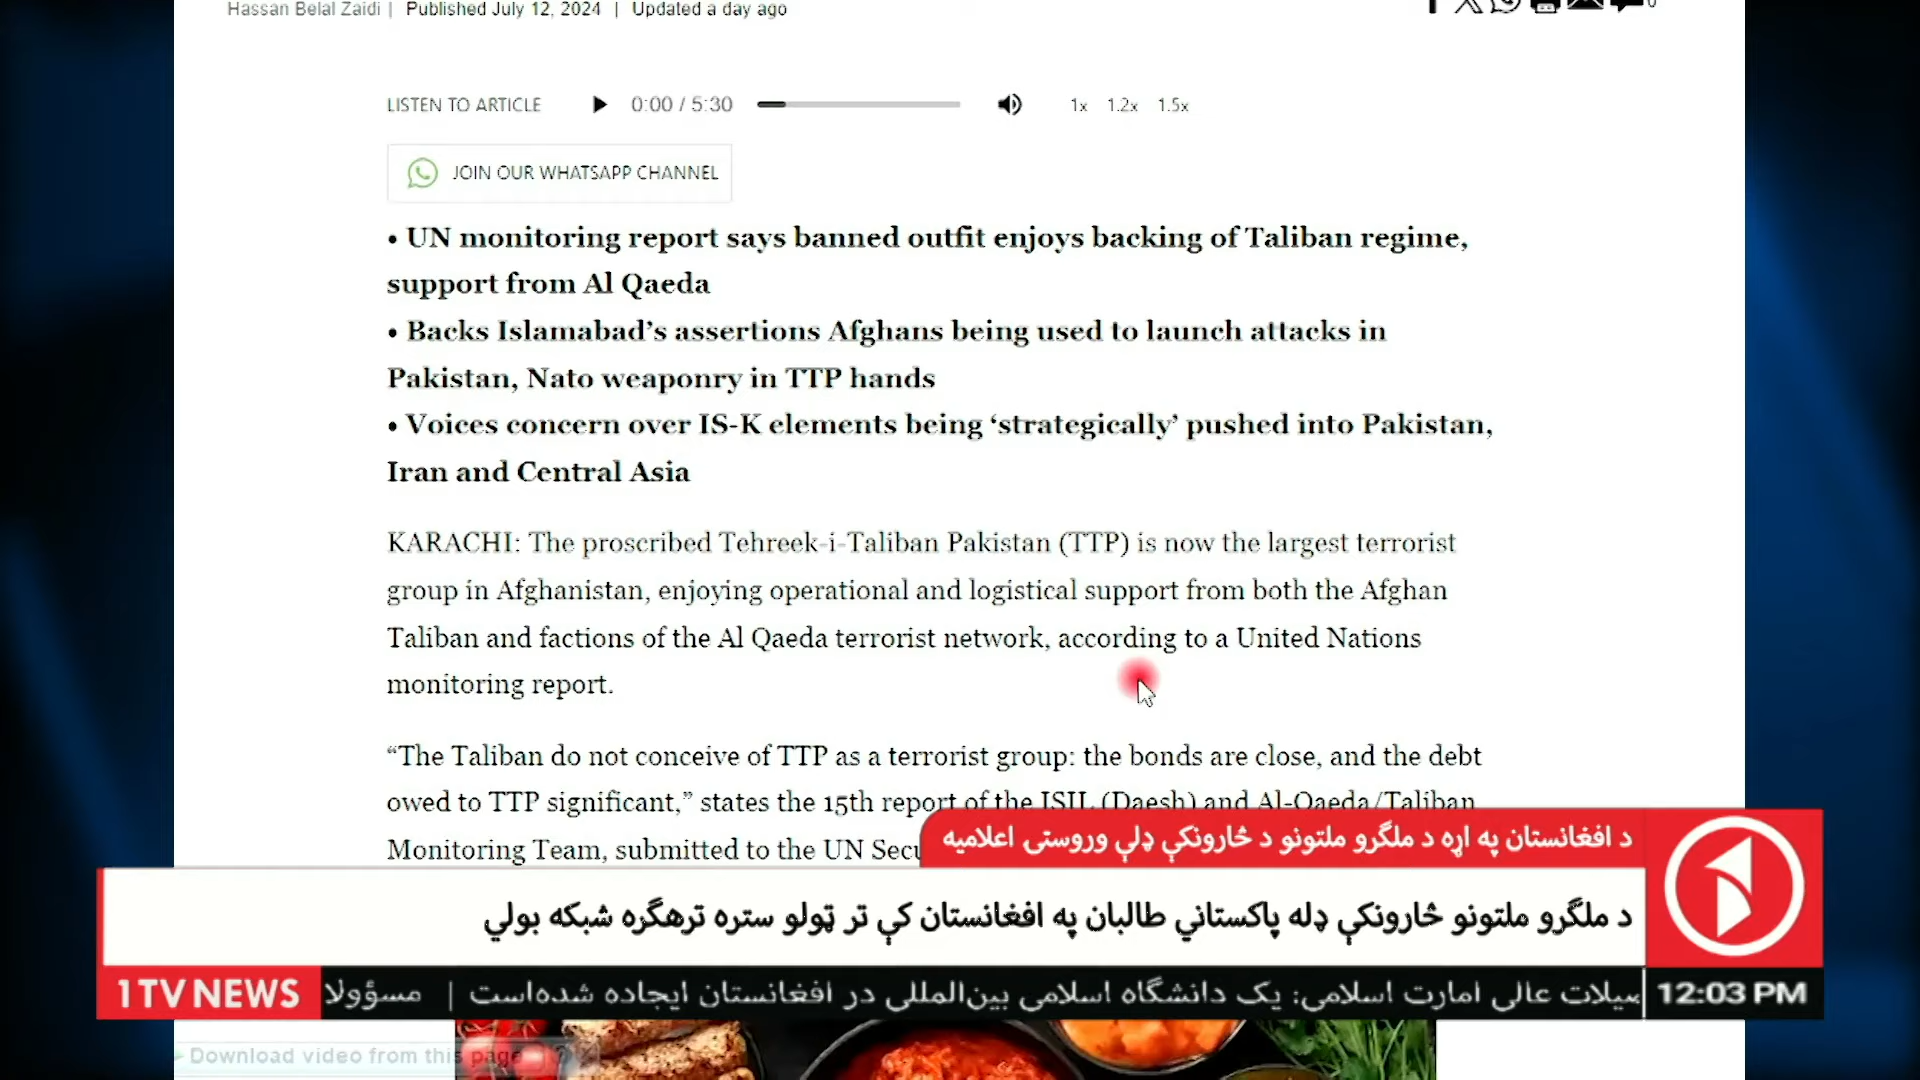 Hassan Belal Zaidi | Published July 12, 2024 | Updated a day ago
0
LISTEN TO ARTICLE 0:00 / 5:30 1x 1.2x 1.5x
JOIN OUR WHATSAPP CHANNEL
• UN monitoring report says banned outfit enjoys backing of Taliban regime,
support from Al Qaeda
• Backs Islamabad’s assertions Afghans being used to launch attacks in
Pakistan, Nato weaponry in TTP hands
• Voices concern over IS-K elements being ‘strategically’ pushed into Pakistan,
Iran and Central Asia
KARACHI: The proscribed Tehreek-i-Taliban Pakistan (TTP) is now the largest terrorist
group in Afghanistan, enjoying operational and logistical support from both the Afghan
Taliban and factions of the Al Qaeda terrorist network, according to a United Nations
monitoring report.
“The Taliban do not conceive of TTP as a terrorist group: the bonds are close, and the debt
owed to TTP significant,” states the 15th report of the ISIL (Daesh) and Al-Qaeda/Taliban
Monitoring Team, submitted to the UN
د افغانستان په اړه د ملګرو ملتونو د څارونکې ډلې وروستۍ اعلامیه
د ملګرو ملتونو څارونکې ډله پاکستاني طالبان په افغانستان کې تر ټولو ستره ترهګره شبکه بولي
1TV NEWS
عالی امارت اسلامی: یک دانشگاه اسلامی بین‌المللی در افغانستان ایجاده شده‌است |
12:03 PM
Download video from this page